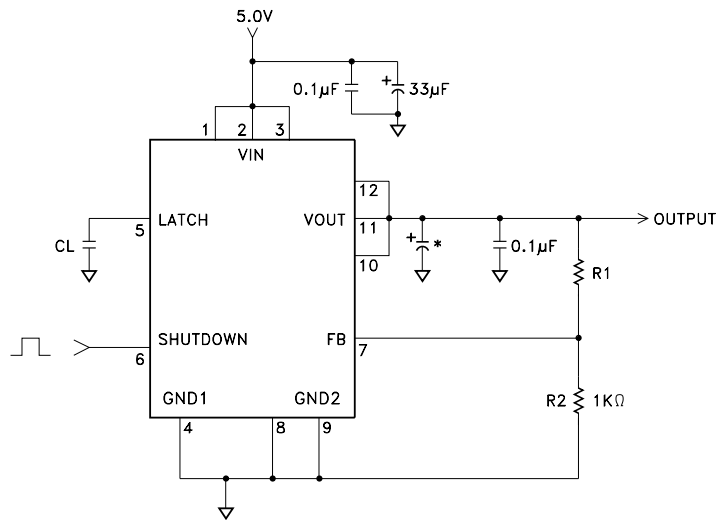 5.0V
0.1µF
+
33µF
1
2
3
VIN
12
LATCH
VOUT
OUTPUT
5
11
CL
+
*
0.1µF
10
R1
SHUTDOWN
FB
6
7
GND1
GND2
R2
1KΩ
4
8
9